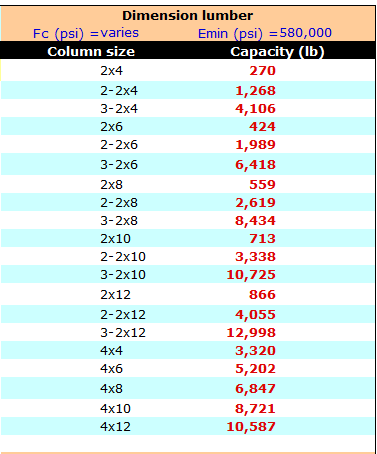 Dimension lumber
Fc (psi) =varies Emin (psi) =580,000
Column size Capacity (lb)
2x4 270
2-2x4 1,268
3-2x4 4,106
2x6 424
2-2x6 1,989
3-2x6 6,418
2x8 559
2-2x8 2,619
3-2x8 8,434
2x10 713
2-2x10 3,338
3-2x10 10,725
2x12 866
2-2x12 4,055
3-2x12 12,998
4x4 3,320
4x6 5,202
4x8 6,847
4x10 8,721
4x12 10,587